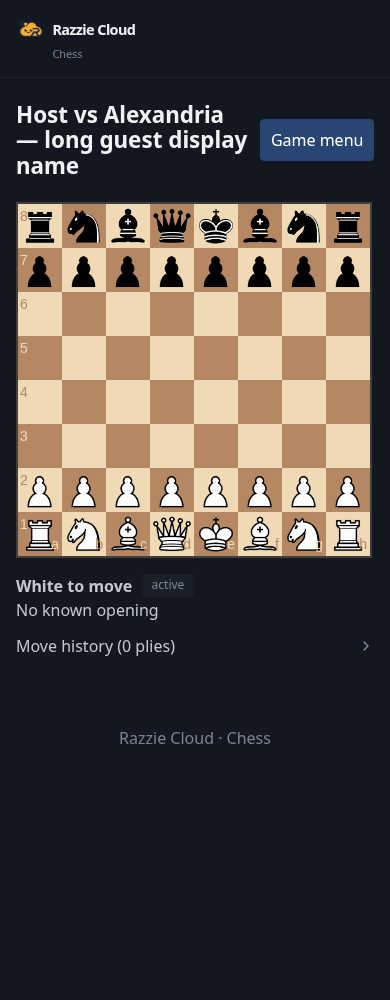 Razzie Cloud
Chess
Host vs Alexandria
— long guest display
name
Game menu
8
7
6
5
4
3
2
1
a b c d e f g h
White to move active
No known opening
Move history (0 plies)
Razzie Cloud · Chess